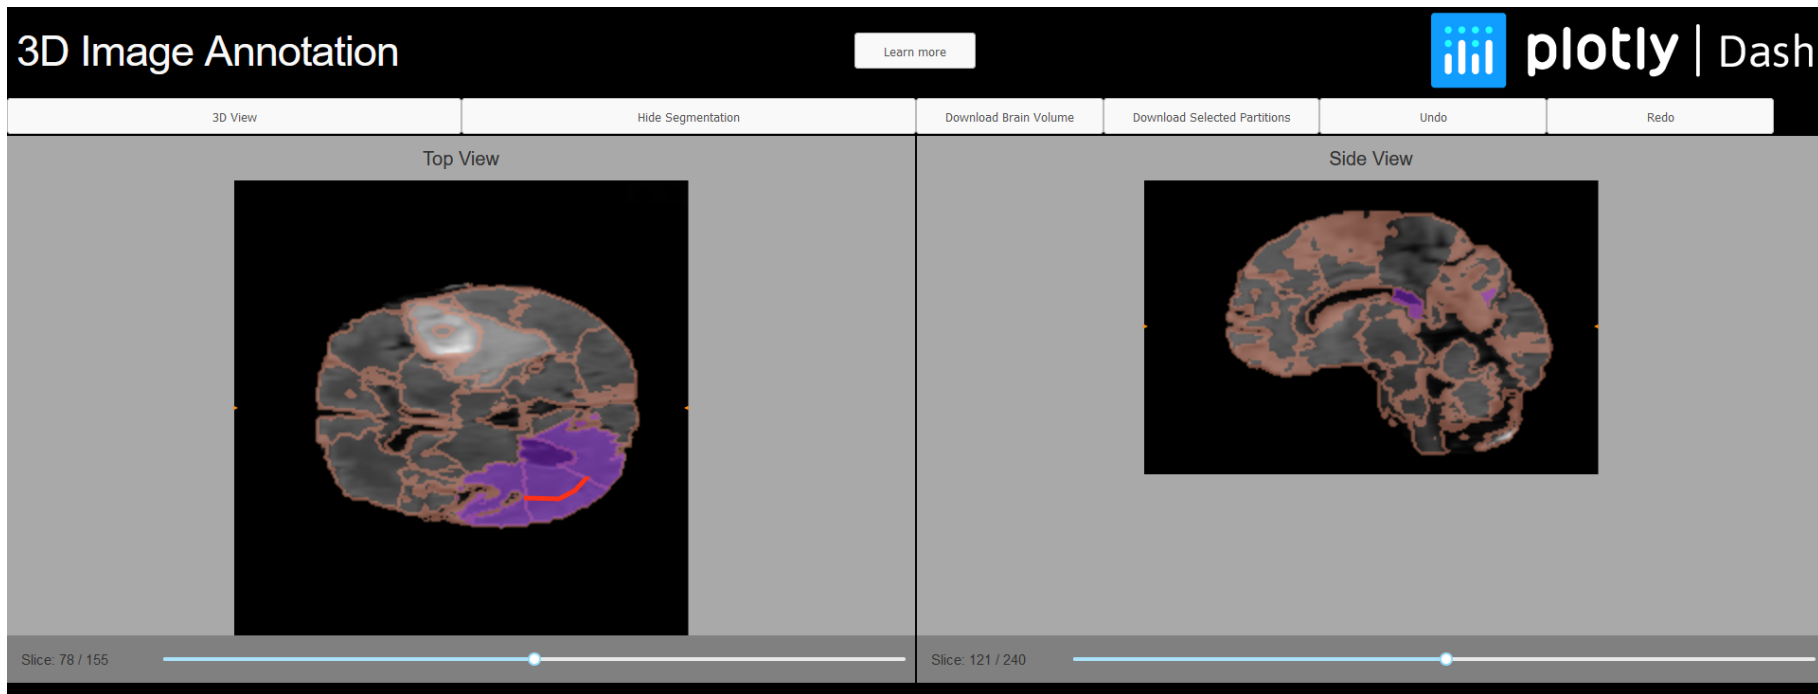 3D Image Annotation
Learn more
plotly | Dash
3D View
Hide Segmentation
Download Brain Volume
Download Selected Partitions
Undo
Redo
Top View
Side View
Slice: 78 / 155
Slice: 121 / 240